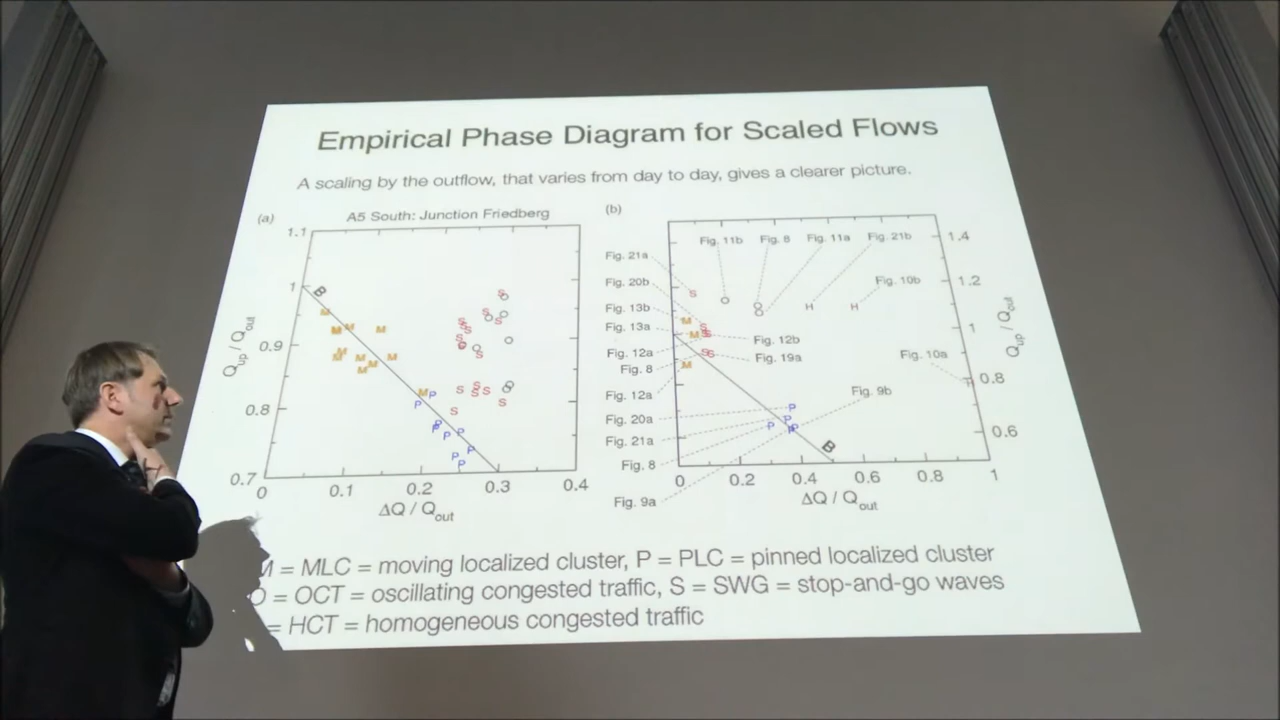 Empirical Phase Diagram for Scaled Flows
A scaling by the outflow, that varies from day to day, gives a clearer picture.
(a)
A5 South: Junction Friedberg
1.1
1
0.9
0.8
0.7
Q_up / Q_out
B
M M M M M M M M M M M
P P P P P P P P P
S S S S S S S S S S S S S
O O O O O O O
0 0.1 0.2 0.3 0.4
ΔQ / Q_out
(b)
Fig. 11b Fig. 8 Fig. 11a Fig. 21b
Fig. 21a
Fig. 20b
Fig. 13b
Fig. 13a
Fig. 12a
Fig. 8
Fig. 12a
Fig. 20a
Fig. 21a
Fig. 8
Fig. 9a
Fig. 10b
Fig. 12b
Fig. 19a
Fig. 10a
Fig. 9b
S O O O H H
M M M S S S
P P P P
B
1.4
1.2
1
0.8
0.6
Q_up / Q_out
0 0.2 0.4 0.6 0.8 1
ΔQ / Q_out
M = MLC = moving localized cluster, P = PLC = pinned localized cluster
O = OCT = oscillating congested traffic, S = SWG = stop-and-go waves
= HCT = homogeneous congested traffic